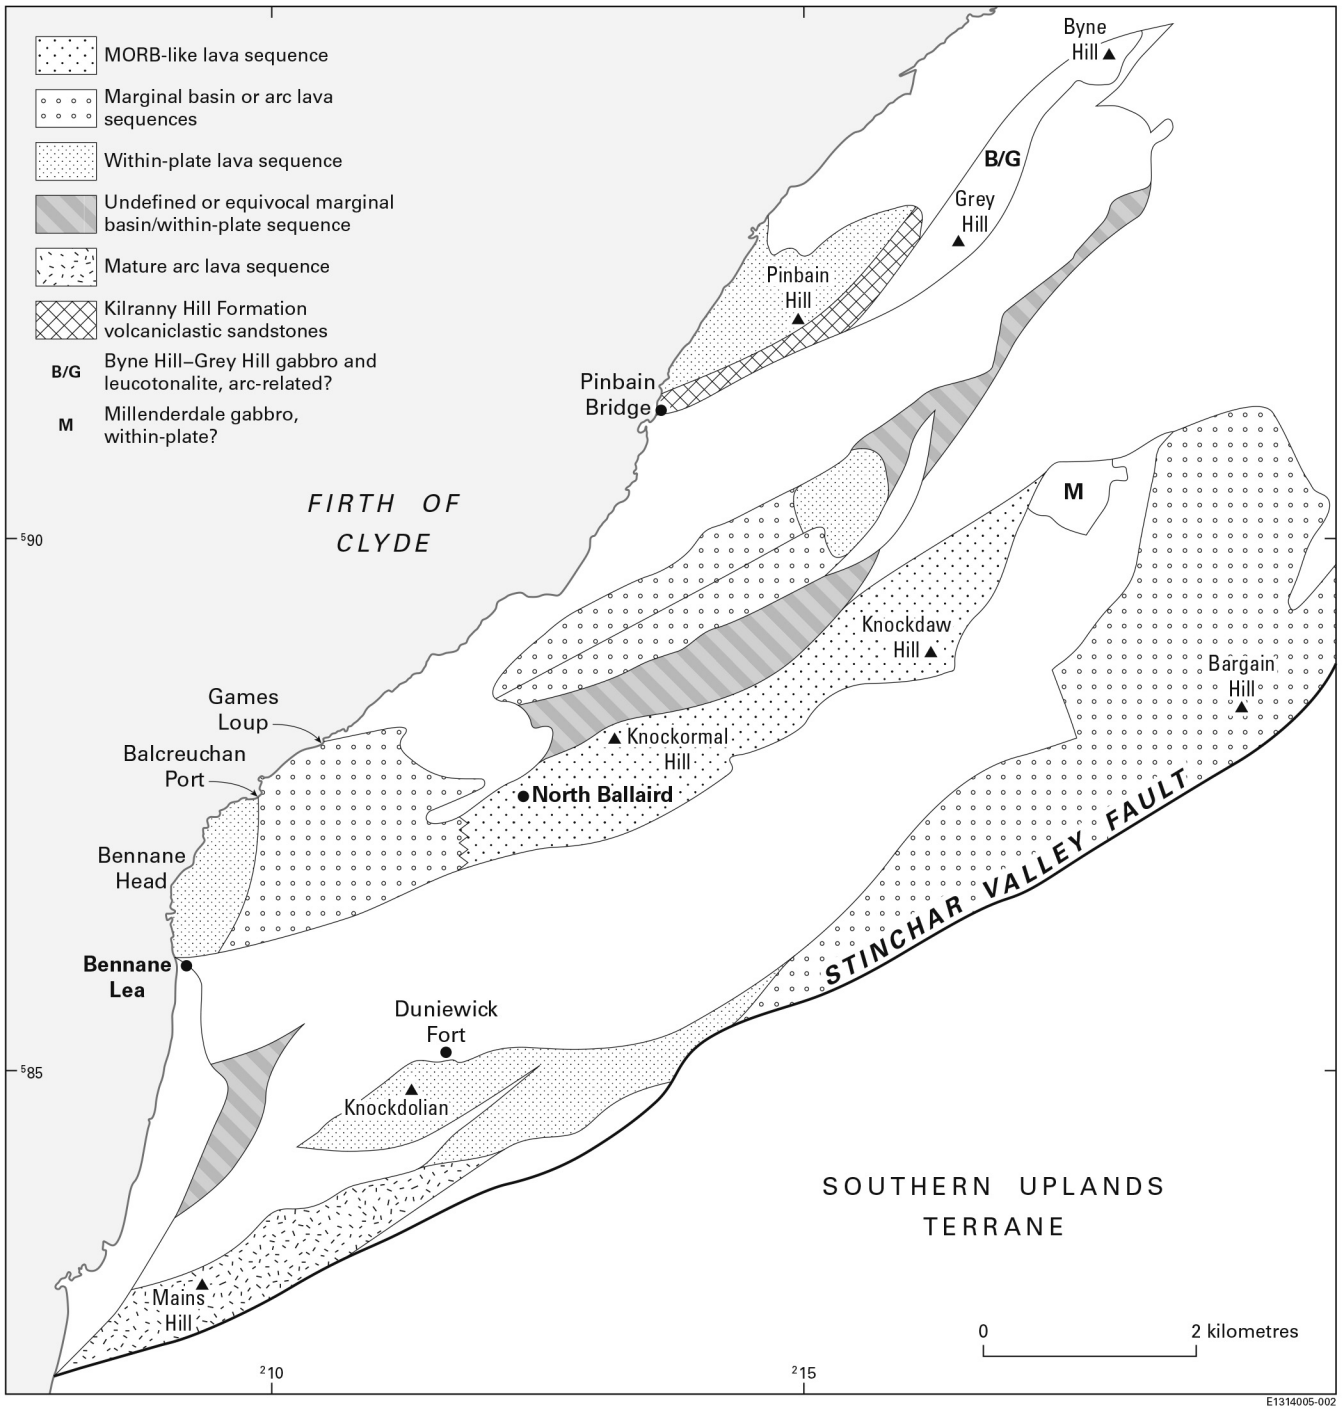 MORB-like lava sequence
Marginal basin or arc lava
sequences
Within-plate lava sequence
Undefined or equivocal marginal
basin/within-plate sequence
Mature arc lava sequence
Kilranny Hill Formation
volcaniclastic sandstones
B/G Byne Hill–Grey Hill gabbro and
leucotonalite, arc-related?
M Millenderdale gabbro,
within-plate?
Byne
Hill
B/G
Grey
Hill
Pinbain
Hill
Pinbain
Bridge
FIRTH OF
CLYDE
M
590
Knockdaw
Hill
Bargain
Hill
Games
Loup
Balcreuchan
Port
Knockormal
Hill
North Ballaird
Bennane
Head
STINCHAR VALLEY FAULT
Bennane
Lea
Duniewick
Fort
585
Knockdolian
SOUTHERN UPLANDS
TERRANE
Mains
Hill
0 2 kilometres
210
215
E1314005-002